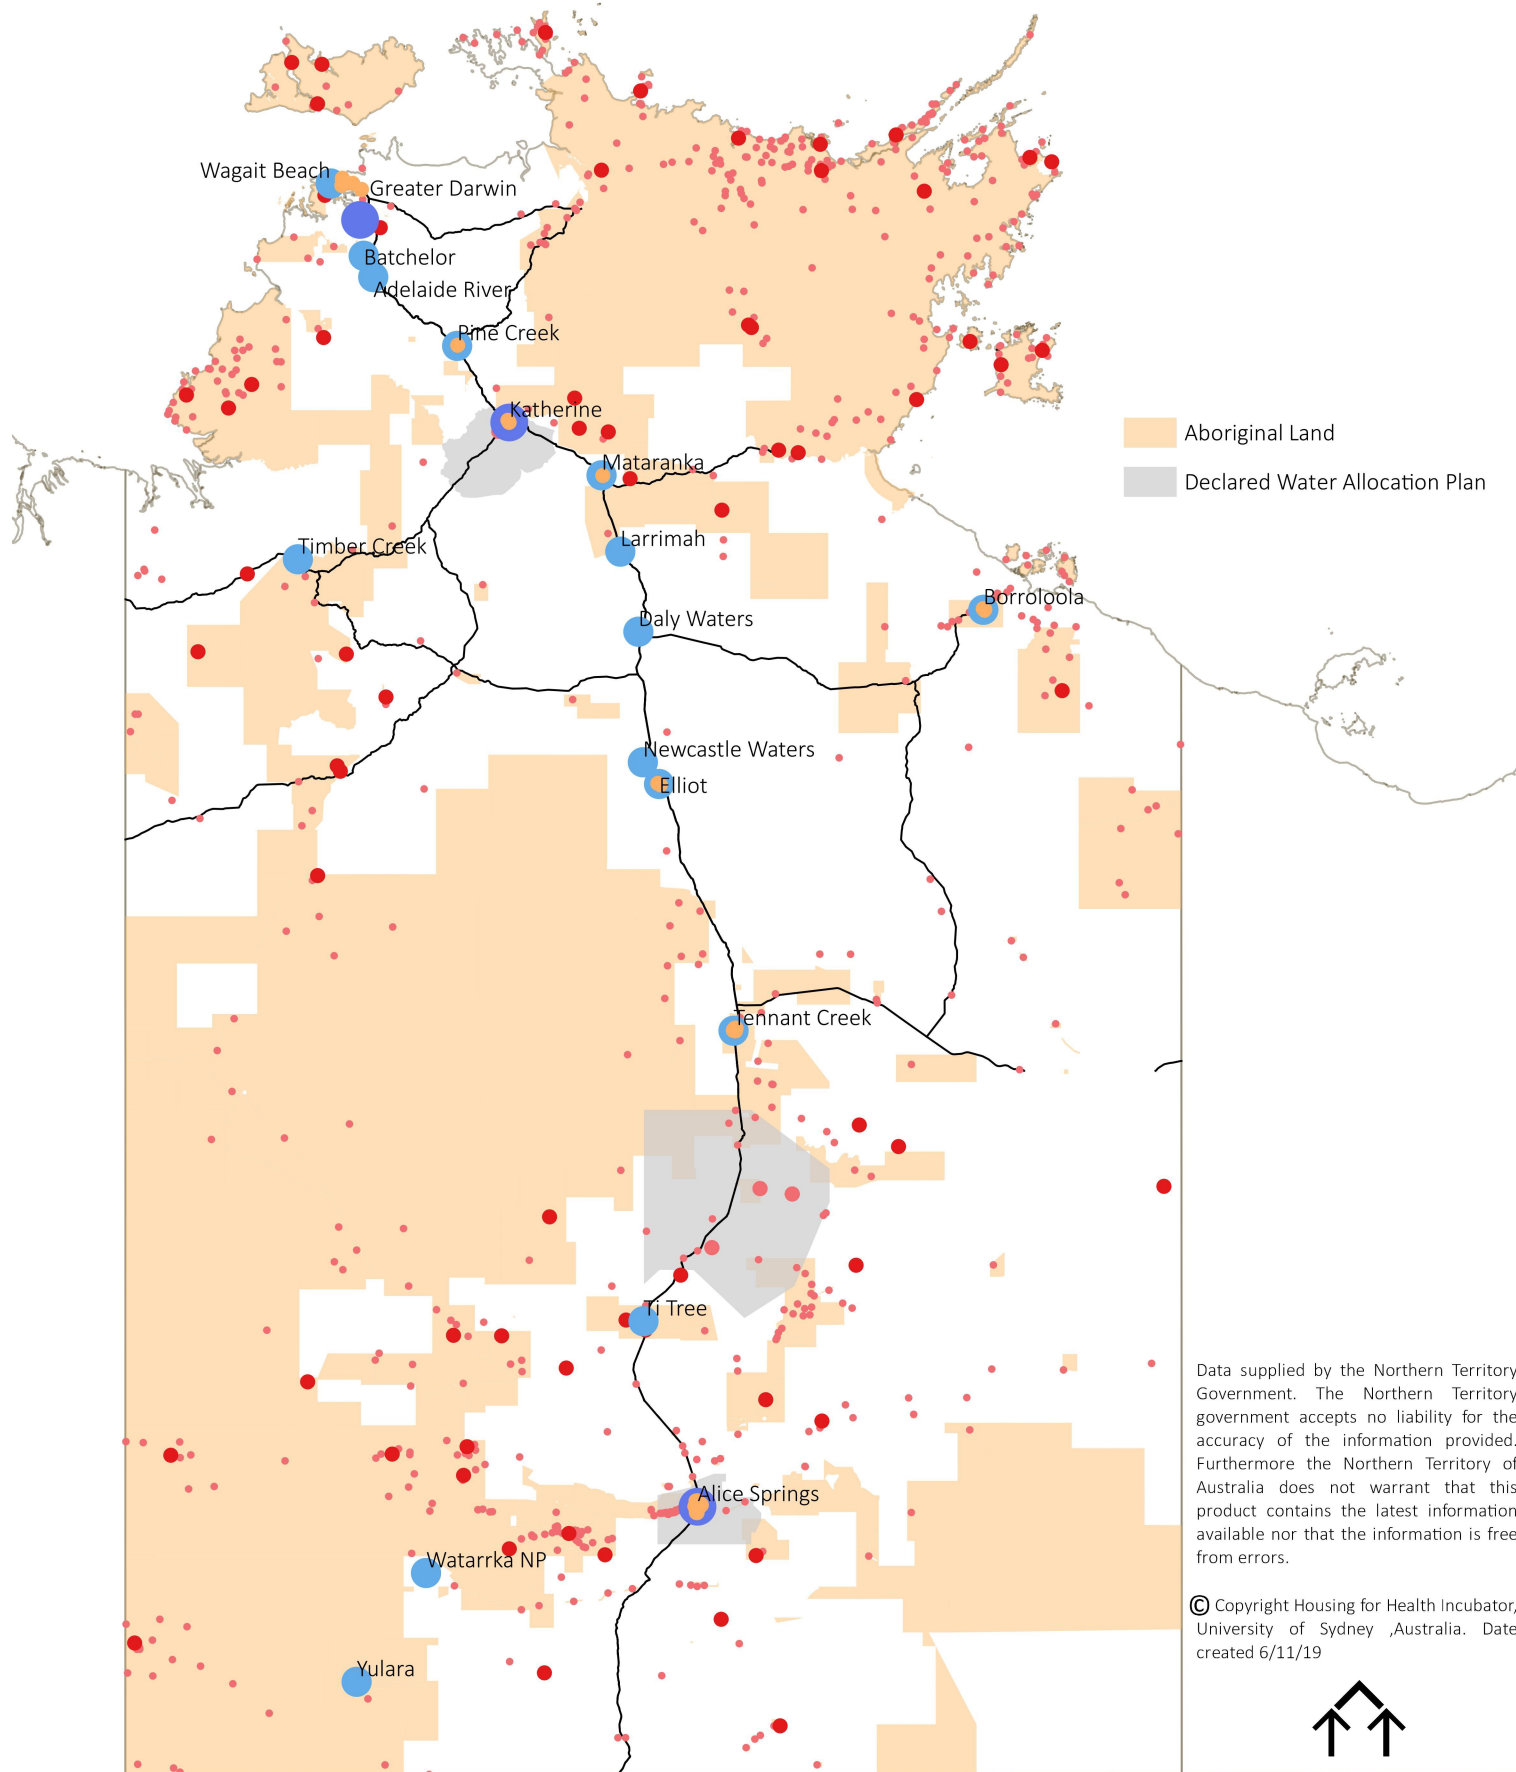 Wagait Beach
Greater Darwin
Batchelor
Adelaide River
Pine Creek
Katherine
Aboriginal Land
Mataranka
Declared Water Allocation Plan
Larrimah
Timber Creek
Borroloola
Daly Waters
Newcastle Waters
Elliot
Tennant Creek
Ti Tree
Data supplied by the Northern Territory
Government. The Northern Territory
government accepts no liability for the
accuracy of the information provided.
Furthermore the Northern Territory of
Australia does not warrant that this
product contains the latest information
available nor that the information is free
from errors.
Alice Springs
Watarrka NP
© Copyright Housing for Health Incubator,
University of Sydney ,Australia. Date
created 6/11/19
Yulara